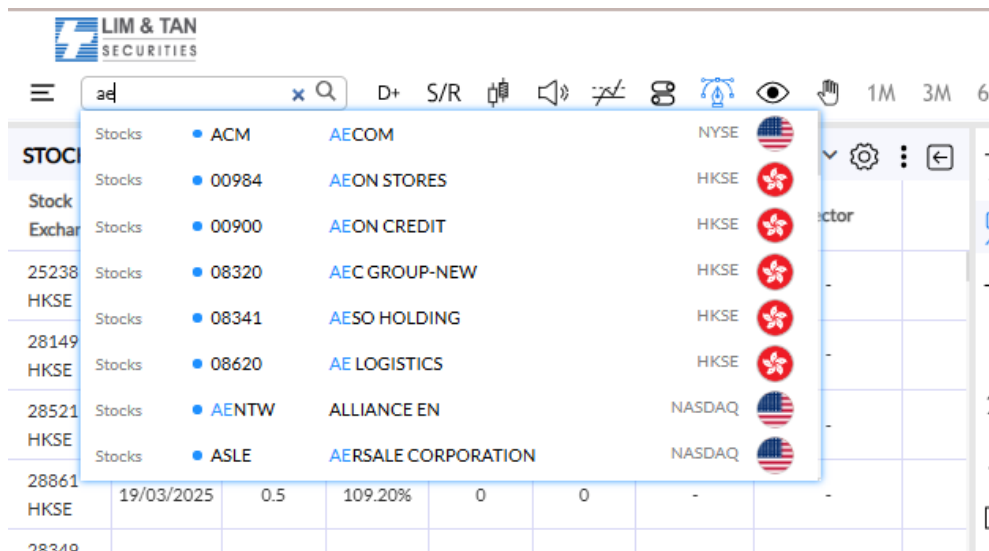 LIM & TAN
SECURITIES
ae
D+ S/R 1M 3M 6
Stocks ACM AECOM NYSE
Stocks 00984 AEON STORES HKSE
Stocks 00900 AEON CREDIT HKSE
Stocks 08320 AEC GROUP-NEW HKSE
Stocks 08341 AESO HOLDING HKSE
Stocks 08620 AE LOGISTICS HKSE
Stocks AENTW ALLIANCE EN NASDAQ
Stocks ASLE AERSALE CORPORATION NASDAQ
STOC
Stock
Exchar
ector
25238
HKSE -
28149
HKSE -
28521
HKSE -
28861
HKSE 19/03/2025 0.5 109.20% 0 0 - -
28349